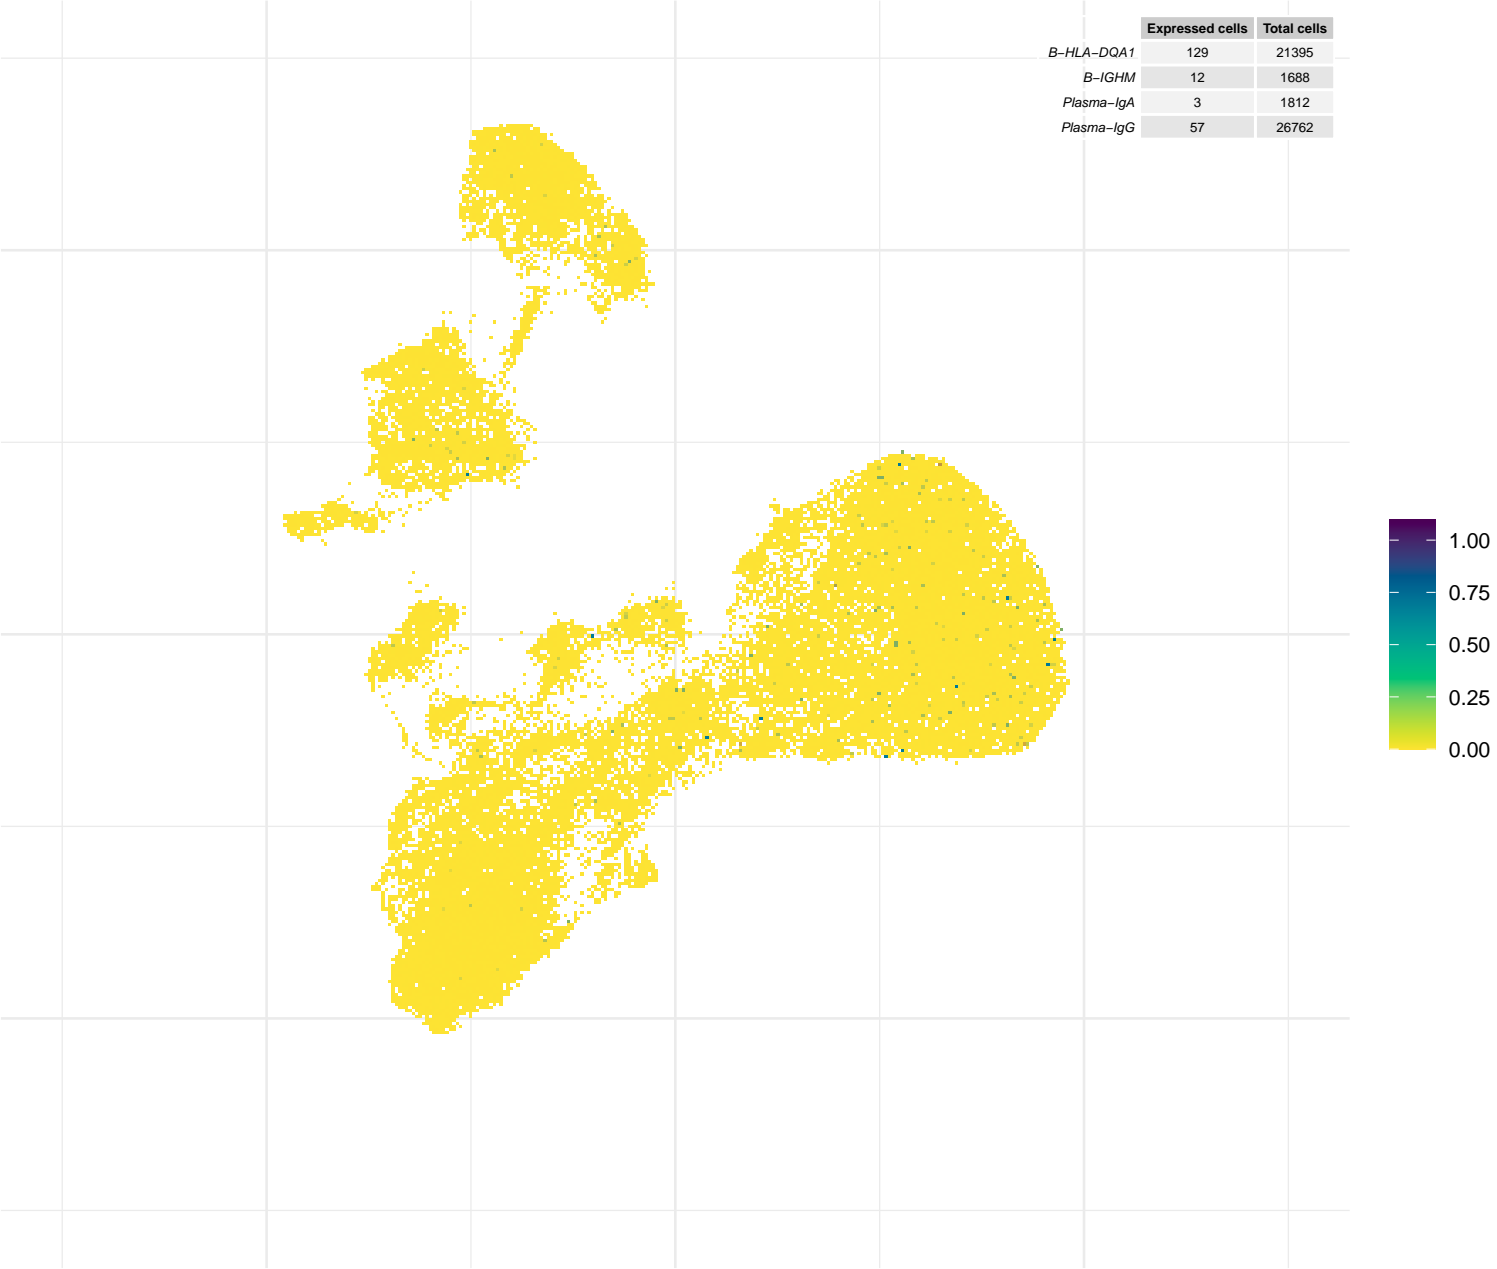 Expressed cells Total cells
B−HLA−DQA1 129 21395
B−IGHM 12 1688
Plasma−IgA 3 1812
Plasma−IgG 57 26762
1.00
0.75
0.50
0.25
0.00